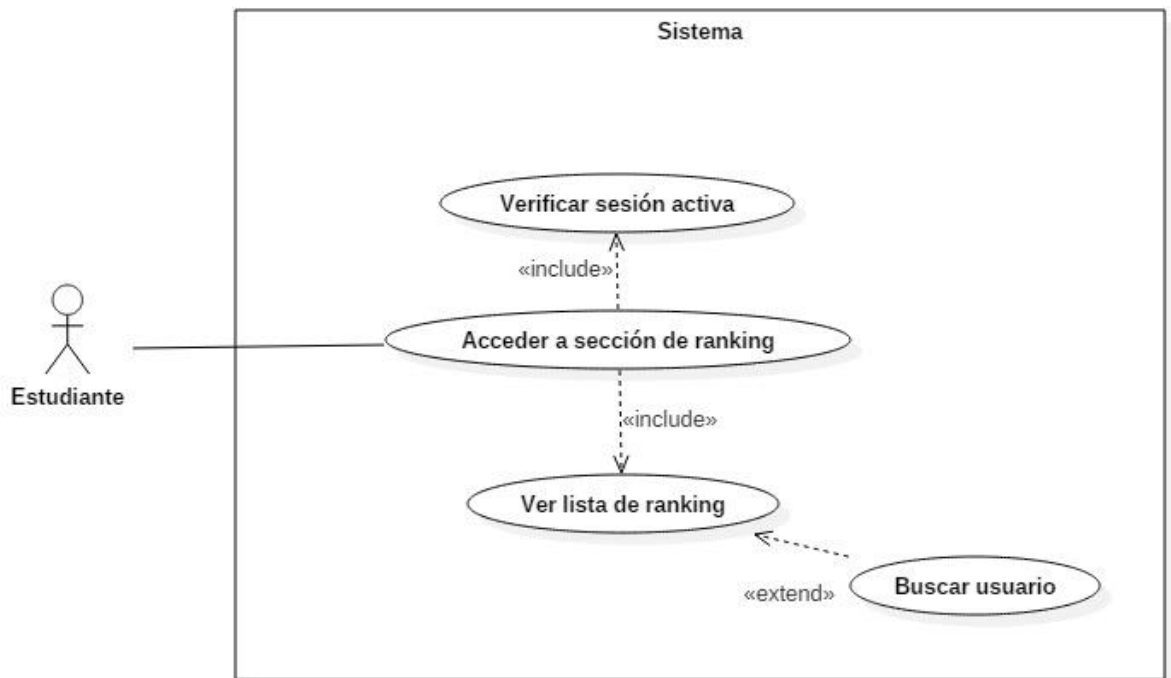 Sistema
Verificar sesión activa
«include»
Acceder a sección de ranking
Estudiante
«include»
Ver lista de ranking
Buscar usuario
«extend»